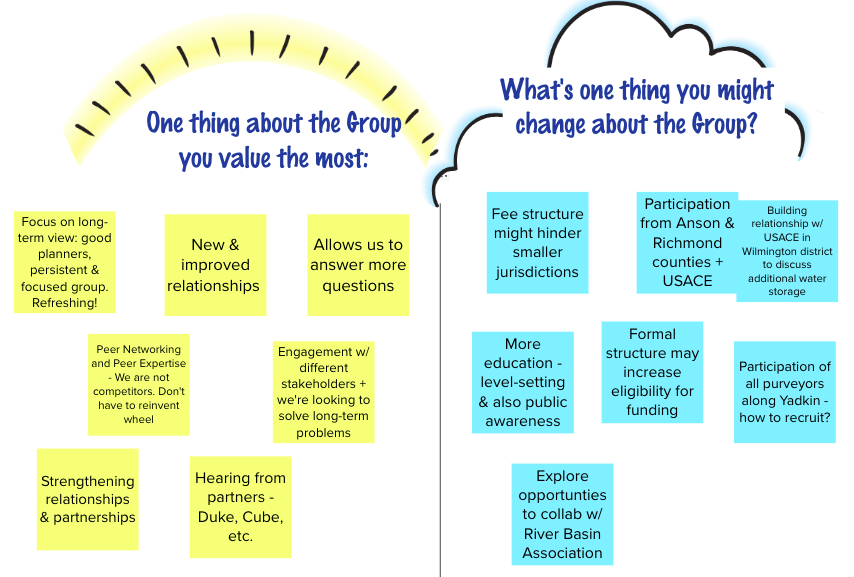 One thing about the Group
you value the most:
What's one thing you might
change about the Group?
Focus on long-
term view: good
planners,
persistent &
focused group.
Refreshing!
New &
improved
relationships
Allows us to
answer more
questions
Peer Networking
and Peer Expertise
- We are not
competitors. Don't
have to reinvent
wheel
Engagement w/
different
stakeholders +
we're looking to
solve long-term
problems
Strengthening
relationships
& partnerships
Hearing from
partners -
Duke, Cube,
etc.
Fee structure
might hinder
smaller
jurisdictions
Participation
from Anson &
Richmond
counties +
USACE
Building
relationship w/
USACE in
Wilmington district
to discuss
additional water
storage
More
education -
level-setting
& also public
awareness
Formal
structure may
increase
eligibility for
funding
Participation of
all purveyors
along Yadkin -
how to recruit?
Explore
opportunties
to collab w/
River Basin
Association